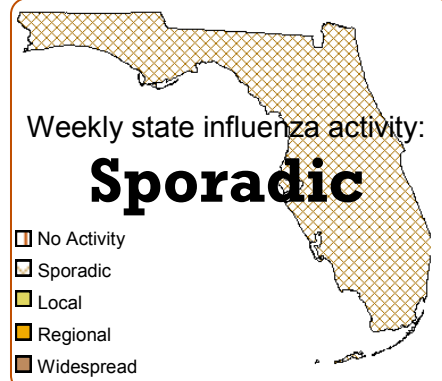 Weekly state influenza activity:
Sporadic
No Activity
Sporadic
Local
Regional
Widespread